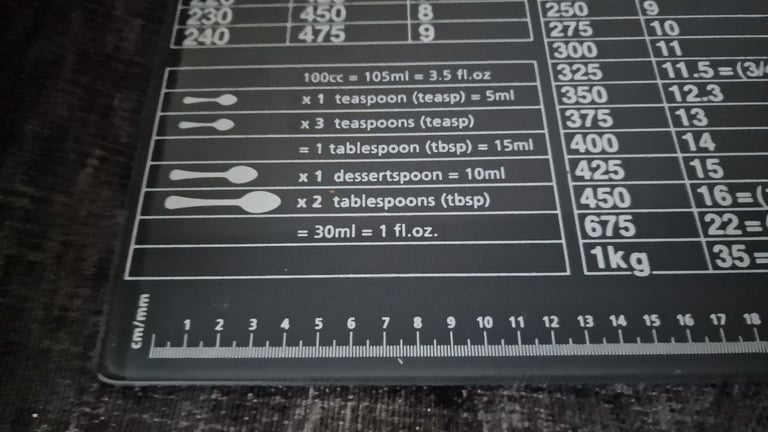 230 450 8
240 475 9
100cc = 105ml = 3.5 fl.oz
x 1 teaspoon (teasp) = 5ml
x 3 teaspoons (teasp)
= 1 tablespoon (tbsp) = 15ml
x 1 dessertspoon = 10ml
x 2 tablespoons (tbsp)
= 30ml = 1 fl.oz.
250 9
275 10
300 11
325 11.5=(3/4
350 12.3
375 13
400 14
425 15
450 16=(
675 22=
1kg 35=
cm/mm
1 2 3 4 5 6 7 8 9 10 11 12 13 14 15 16 17 18